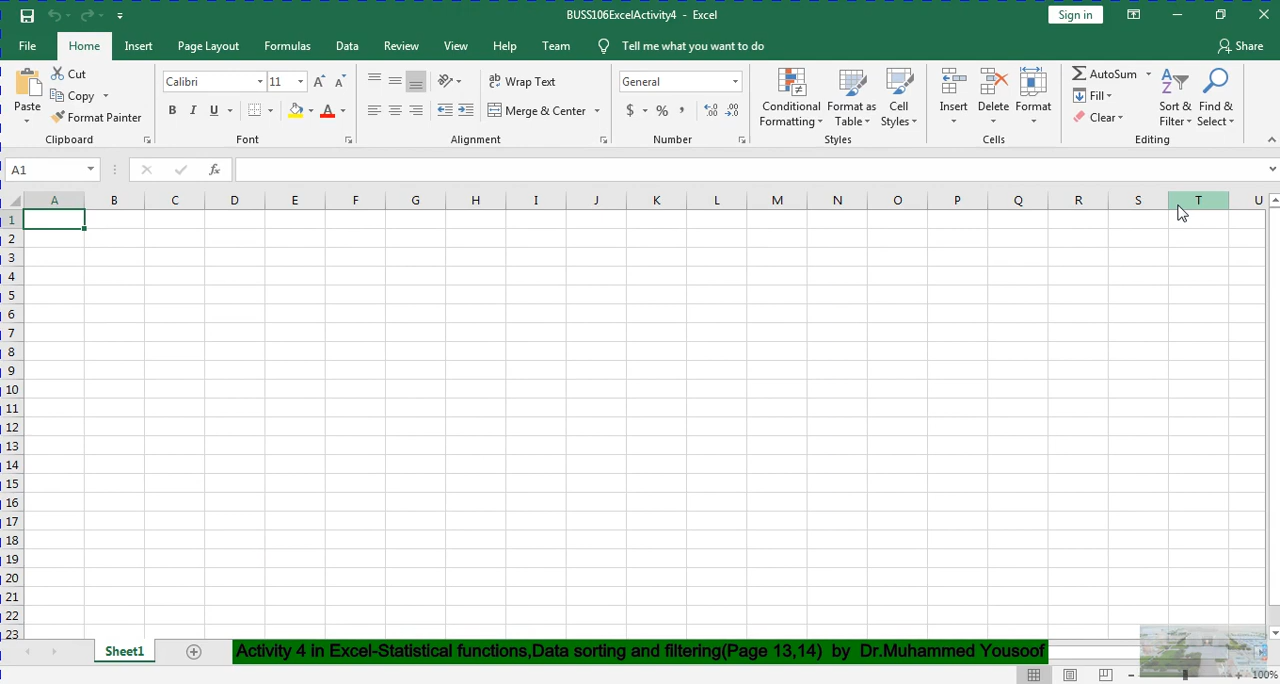 BUSS106ExcelActivity4 - Excel
Sign in
File Home Insert Page Layout Formulas Data Review View Help Team Tell me what you want to do Share
Paste
Cut
Copy
Format Painter
Clipboard
Calibri 11
B I U
Font
Wrap Text
Merge & Center
Alignment
General
$ % ,
Number
Conditional Formatting
Format as Table
Cell Styles
Styles
Insert
Delete
Format
Cells
AutoSum
Fill
Clear
Sort & Filter
Find & Select
Editing
A1 fx
A B C D E F G H I J K L M N O P Q R S T U
1
2
3
4
5
6
7
8
9
10
11
12
13
14
15
16
17
18
19
20
21
22
23
Sheet1
Activity 4 in Excel-Statistical functions,Data sorting and filtering(Page 13,14) by Dr.Muhammed Yousoof
100%